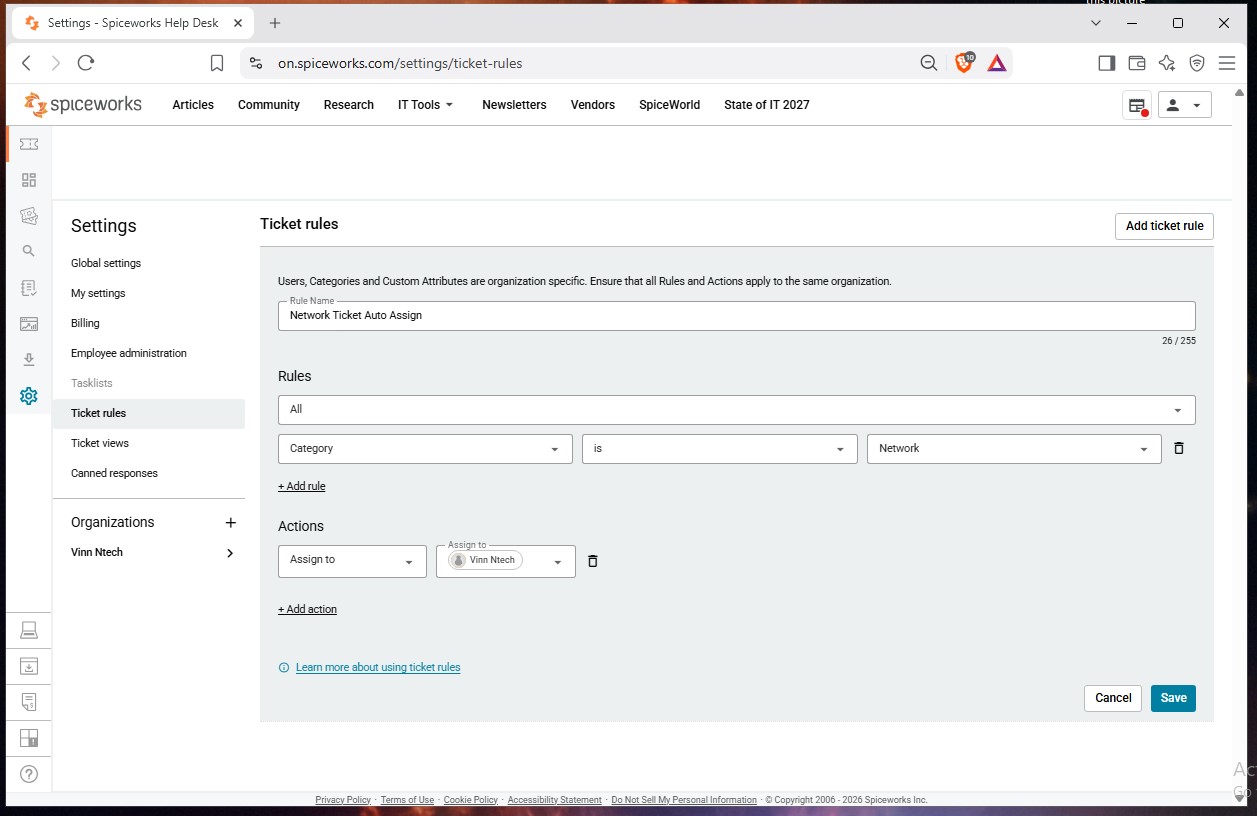 this picture
Settings - Spiceworks Help Desk
on.spiceworks.com/settings/ticket-rules
10
spiceworks
Articles Community Research IT Tools Newsletters Vendors SpiceWorld State of IT 2027
Settings
Global settings
My settings
Billing
Employee administration
Tasklists
Ticket rules
Ticket views
Canned responses
Organizations +
Vinn Ntech
Ticket rules
Add ticket rule
Users, Categories and Custom Attributes are organization specific. Ensure that all Rules and Actions apply to the same organization.
Rule Name
Network Ticket Auto Assign
26 / 255
Rules
All
Category is Network
+ Add rule
Actions
Assign to
Assign to
Vinn Ntech
+ Add action
Learn more about using ticket rules
Cancel Save
Privacy Policy · Terms of Use · Cookie Policy · Accessibility Statement · Do Not Sell My Personal Information · © Copyright 2006 - 2026 Spiceworks Inc.
Go